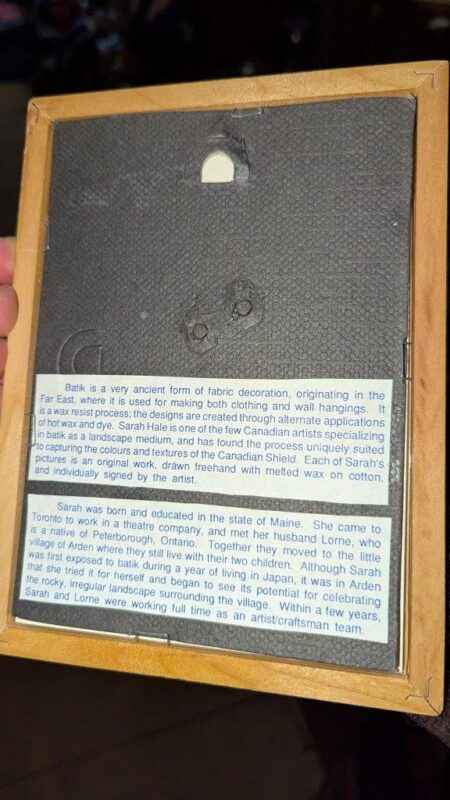 Batik is a very ancient form of fabric decoration, originating in the
Far East, where it is used for making both clothing and wall hangings. It
is a wax resist process; the designs are created through alternate applications
of hot wax and dye. Sarah Hale is one of the few Canadian artists specializing
in batik as a landscape medium, and has found the process uniquely suited
to capturing the colours and textures of the Canadian Shield. Each of Sarah's
pictures is an original work, drawn freehand with melted wax on cotton,
and individually signed by the artist.
Sarah was born and educated in the state of Maine. She came to
Toronto to work in a theatre company, and met her husband Lorne, who
is a native of Peterborough, Ontario. Together they moved to the little
village of Arden where they still live with their two children. Although Sarah
was first exposed to batik during a year of living in Japan, it was in Arden
that she tried it for herself and began to see its potential for celebrating
the rocky, irregular landscape surrounding the village. Within a few years,
Sarah and Lorne were working full time as an artist/craftsman team.